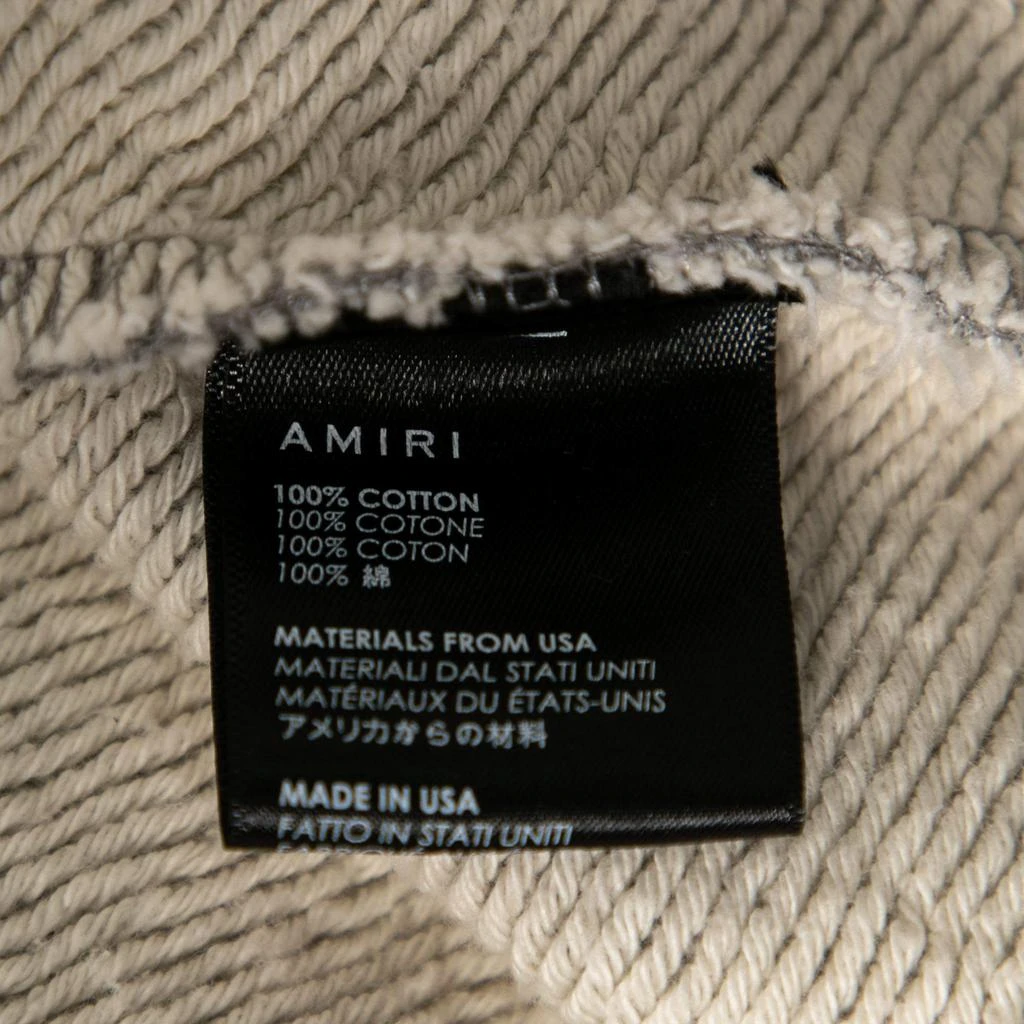 AMIRI
100% COTTON
100% COTONE
100% COTON
100% 綿
MATERIALS FROM USA
MATERIALI DAL STATI UNITI
MATÉRIAUX DU ÉTATS-UNIS
アメリカからの材料
MADE IN USA
FATTO IN STATI UNITI